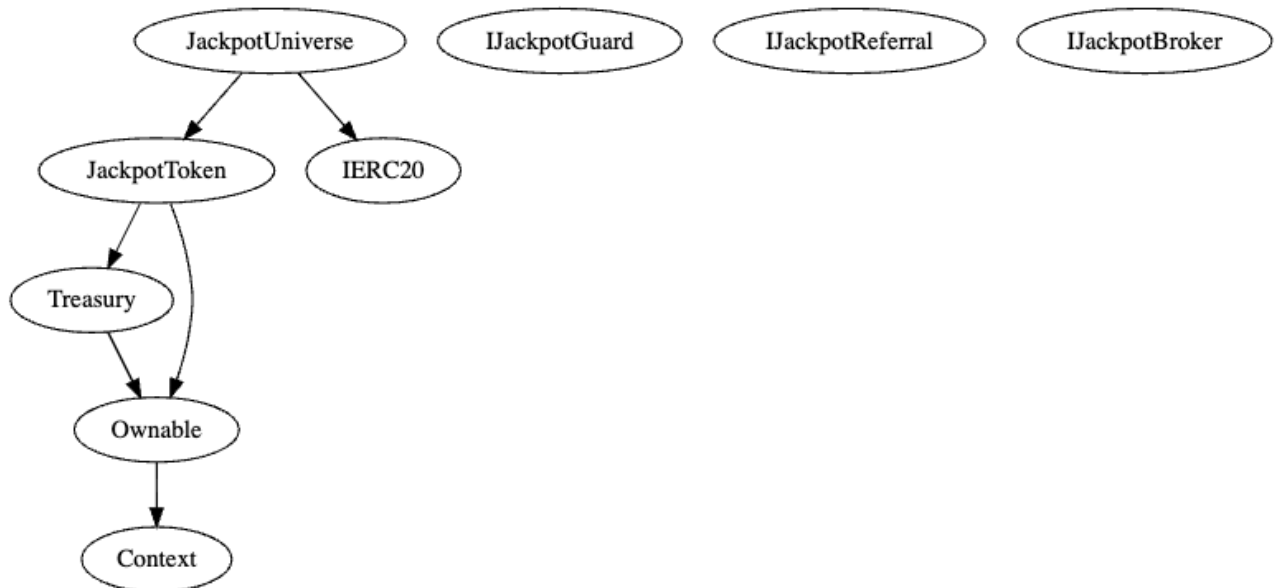 JackpotUniverse
IJackpotGuard
IJackpotReferral
IJackpotBroker
JackpotToken
IERC20
Treasury
Ownable
Context